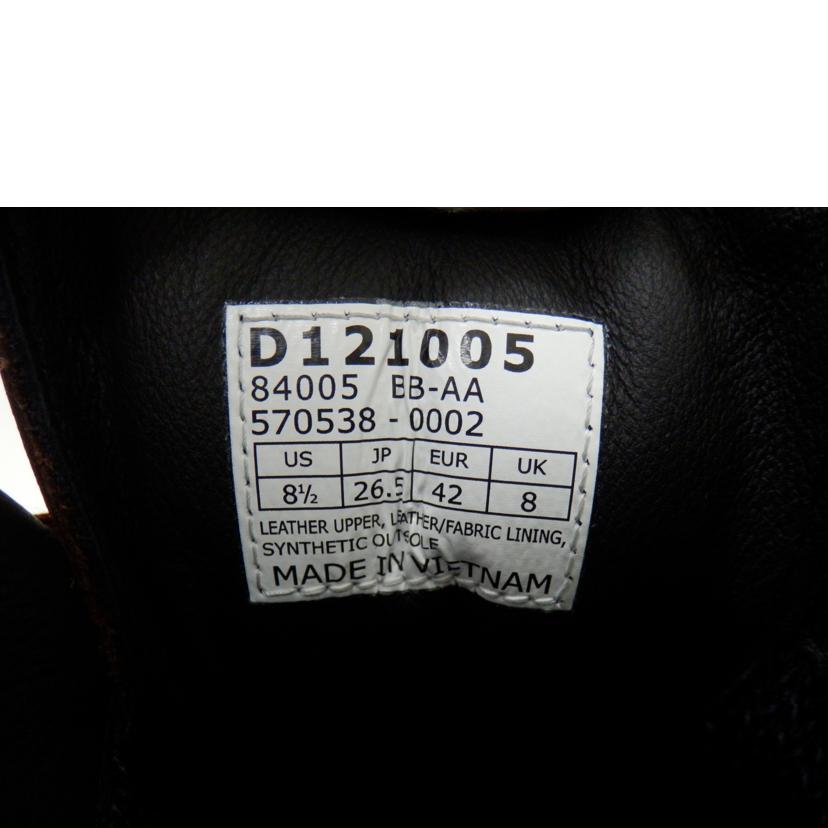 D121005
84005 BB-AA
570538 - 0002
US JP EUR UK
8½ 26.5 42 8
LEATHER UPPER, LEATHER/FABRIC LINING,
SYNTHETIC OUTSOLE
MADE IN VIETNAM